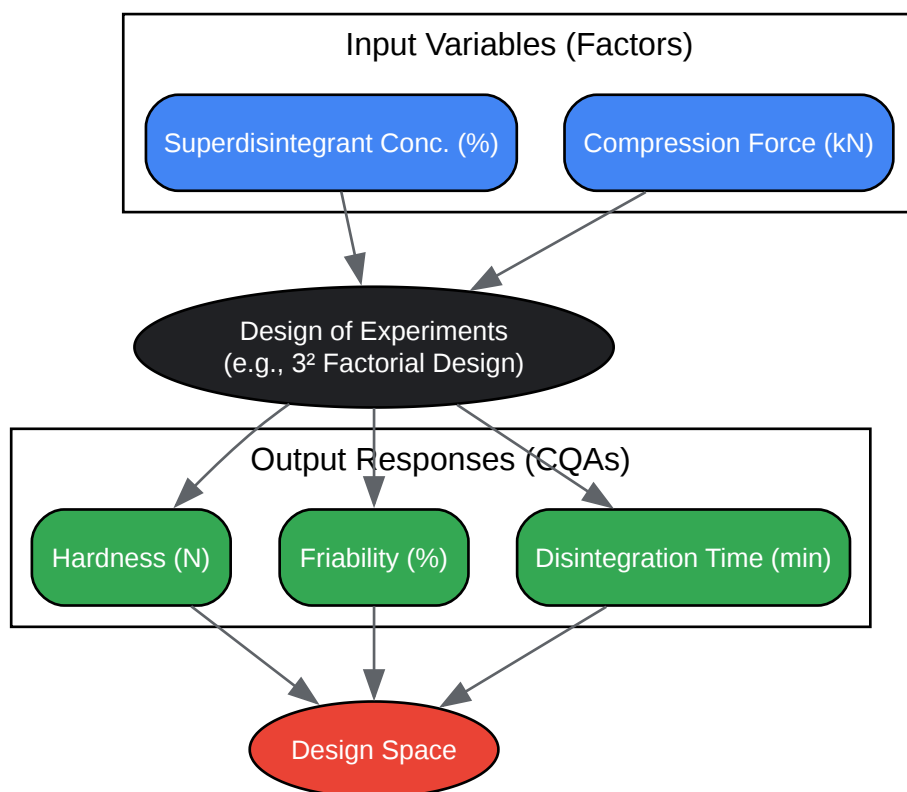 Input Variables (Factors)
Superdisintegrant Conc. (%)
Compression Force (kN)
Design of Experiments
(e.g., 3² Factorial Design)
Output Responses (CQAs)
Hardness (N)
Friability (%)
Disintegration Time (min)
Design Space